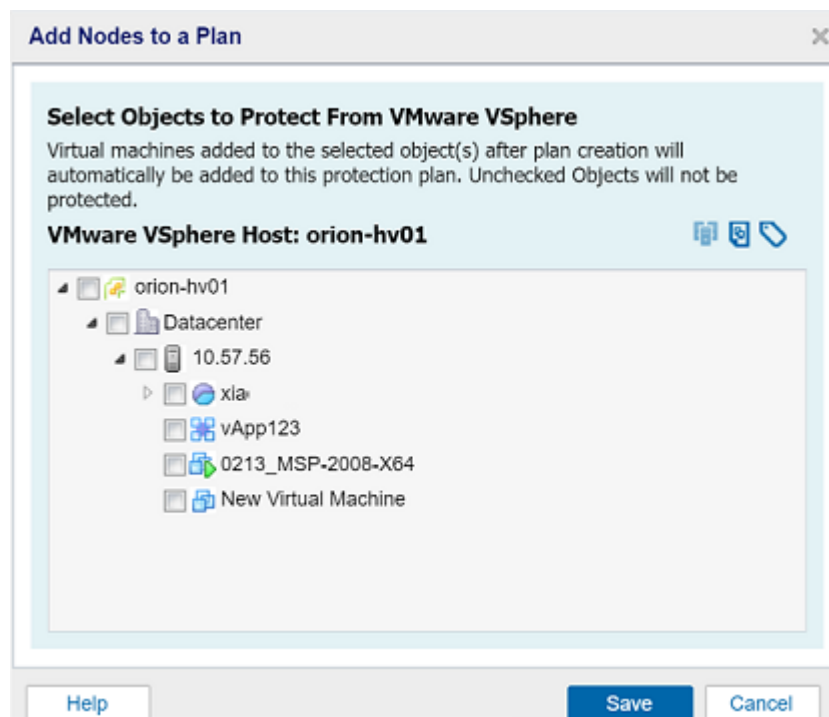 Add Nodes to a Plan
Select Objects to Protect From VMware VSphere
Virtual machines added to the selected object(s) after plan creation will
automatically be added to this protection plan. Unchecked Objects will not be
protected.
VMware VSphere Host: orion-hv01
orion-hv01
Datacenter
10.57.56
xia
vApp123
0213_MSP-2008-X64
New Virtual Machine
Help
Save
Cancel